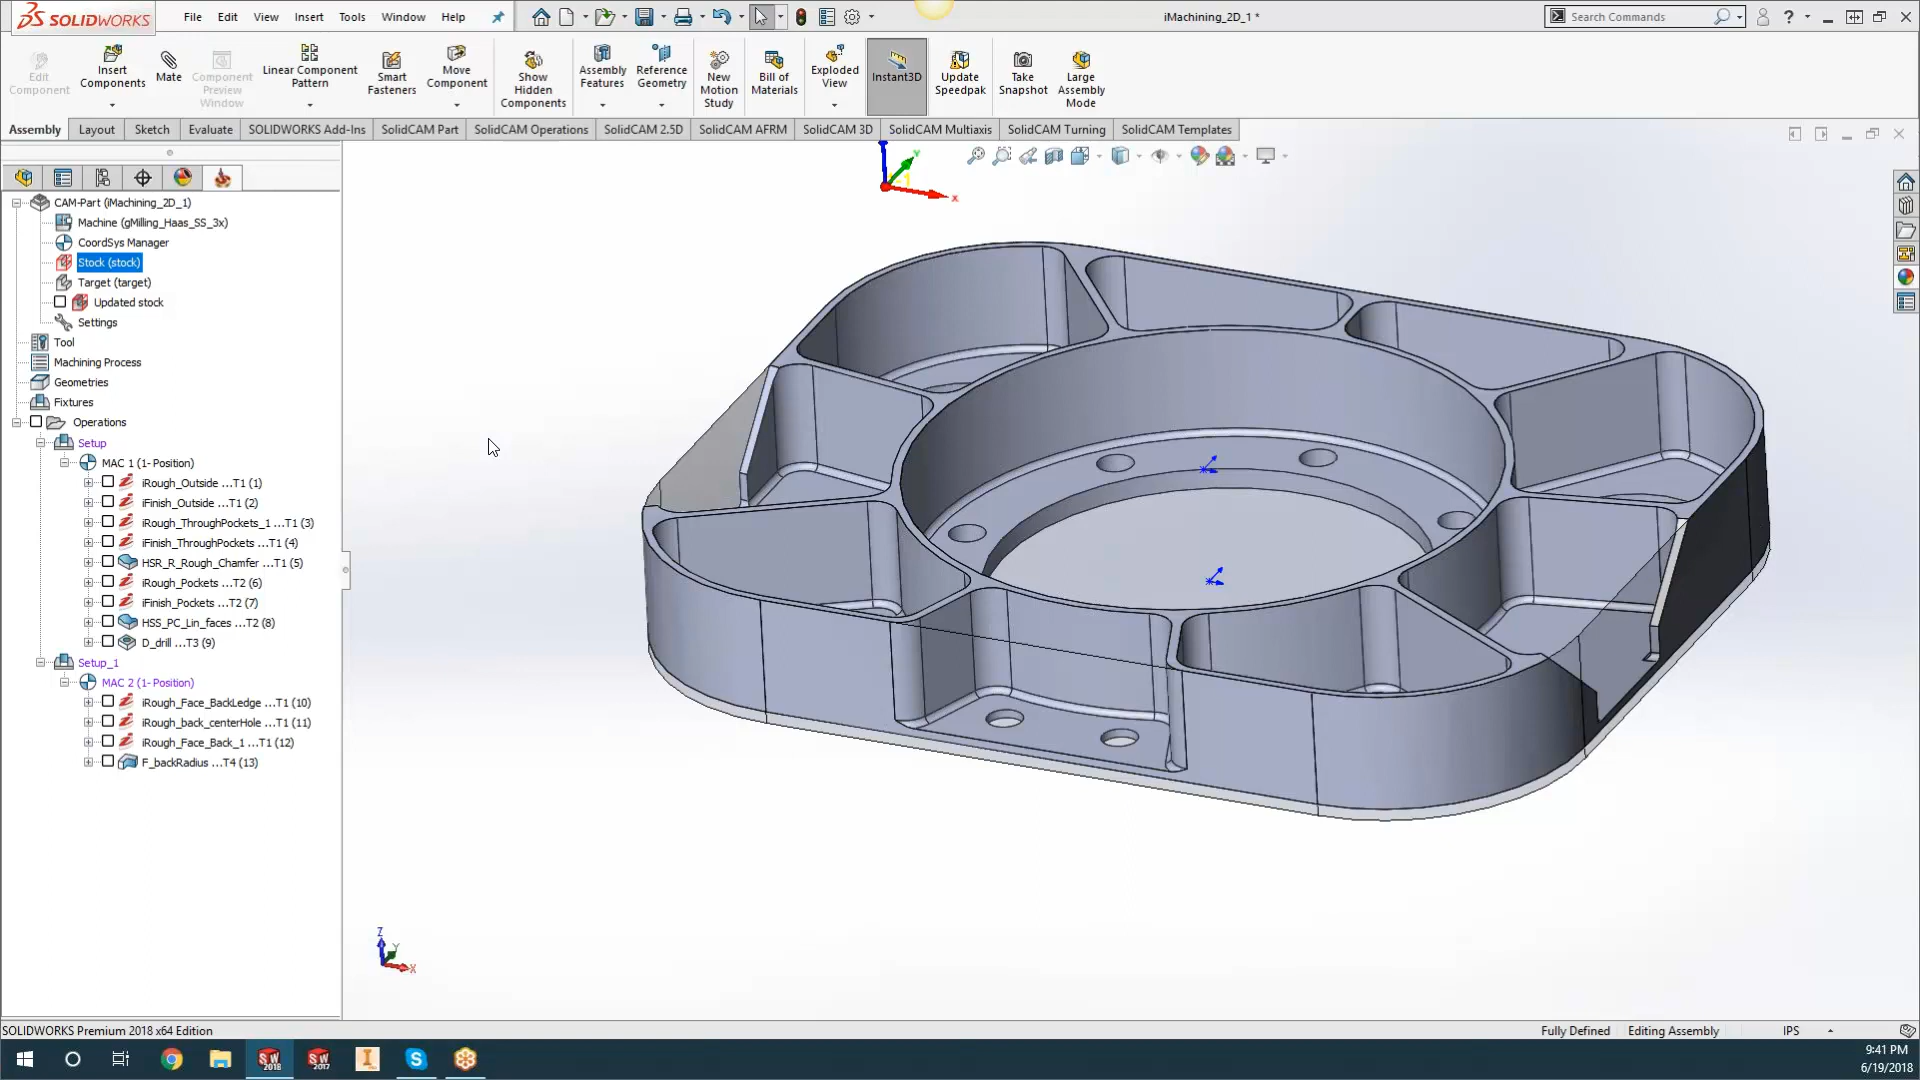 SOLIDWORKS File Edit View Insert Tools Window Help iMachining_2D_1 * Search Commands
Edit Component
Insert Components
Mate
Component Preview Window
Linear Component Pattern
Smart Fasteners
Move Component
Show Hidden Components
Assembly Features
Reference Geometry
New Motion Study
Bill of Materials
Exploded View
Instant3D
Update Speedpak
Take Snapshot
Large Assembly Mode
Assembly Layout Sketch Evaluate SOLIDWORKS Add-Ins SolidCAM Part SolidCAM Operations SolidCAM 2.5D SolidCAM AFRM SolidCAM 3D SolidCAM Multiaxis SolidCAM Turning SolidCAM Templates
CAM-Part (iMachining_2D_1)
Machine (gMilling_Haas_SS_3x)
CoordSys Manager
Stock (stock)
Target (target)
Updated stock
Settings
Tool
Machining Process
Geometries
Fixtures
Operations
Setup
MAC 1 (1- Position)
iRough_Outside ...T1 (1)
iFinish_Outside ...T1 (2)
iRough_ThroughPockets_1 ...T1 (3)
iFinish_ThroughPockets ...T1 (4)
HSR_R_Rough_Chamfer ...T1 (5)
iRough_Pockets ...T2 (6)
iFinish_Pockets ...T2 (7)
HSS_PC_Lin_faces ...T2 (8)
D_drill ...T3 (9)
Setup_1
MAC 2 (1- Position)
iRough_Face_BackLedge ...T1 (10)
iRough_back_centerHole ...T1 (11)
iRough_Face_Back_1 ...T1 (12)
F_backRadius ...T4 (13)
Y
X
Z
Y
X
SOLIDWORKS Premium 2018 x64 Edition Fully Defined Editing Assembly IPS
9:41 PM
6/19/2018